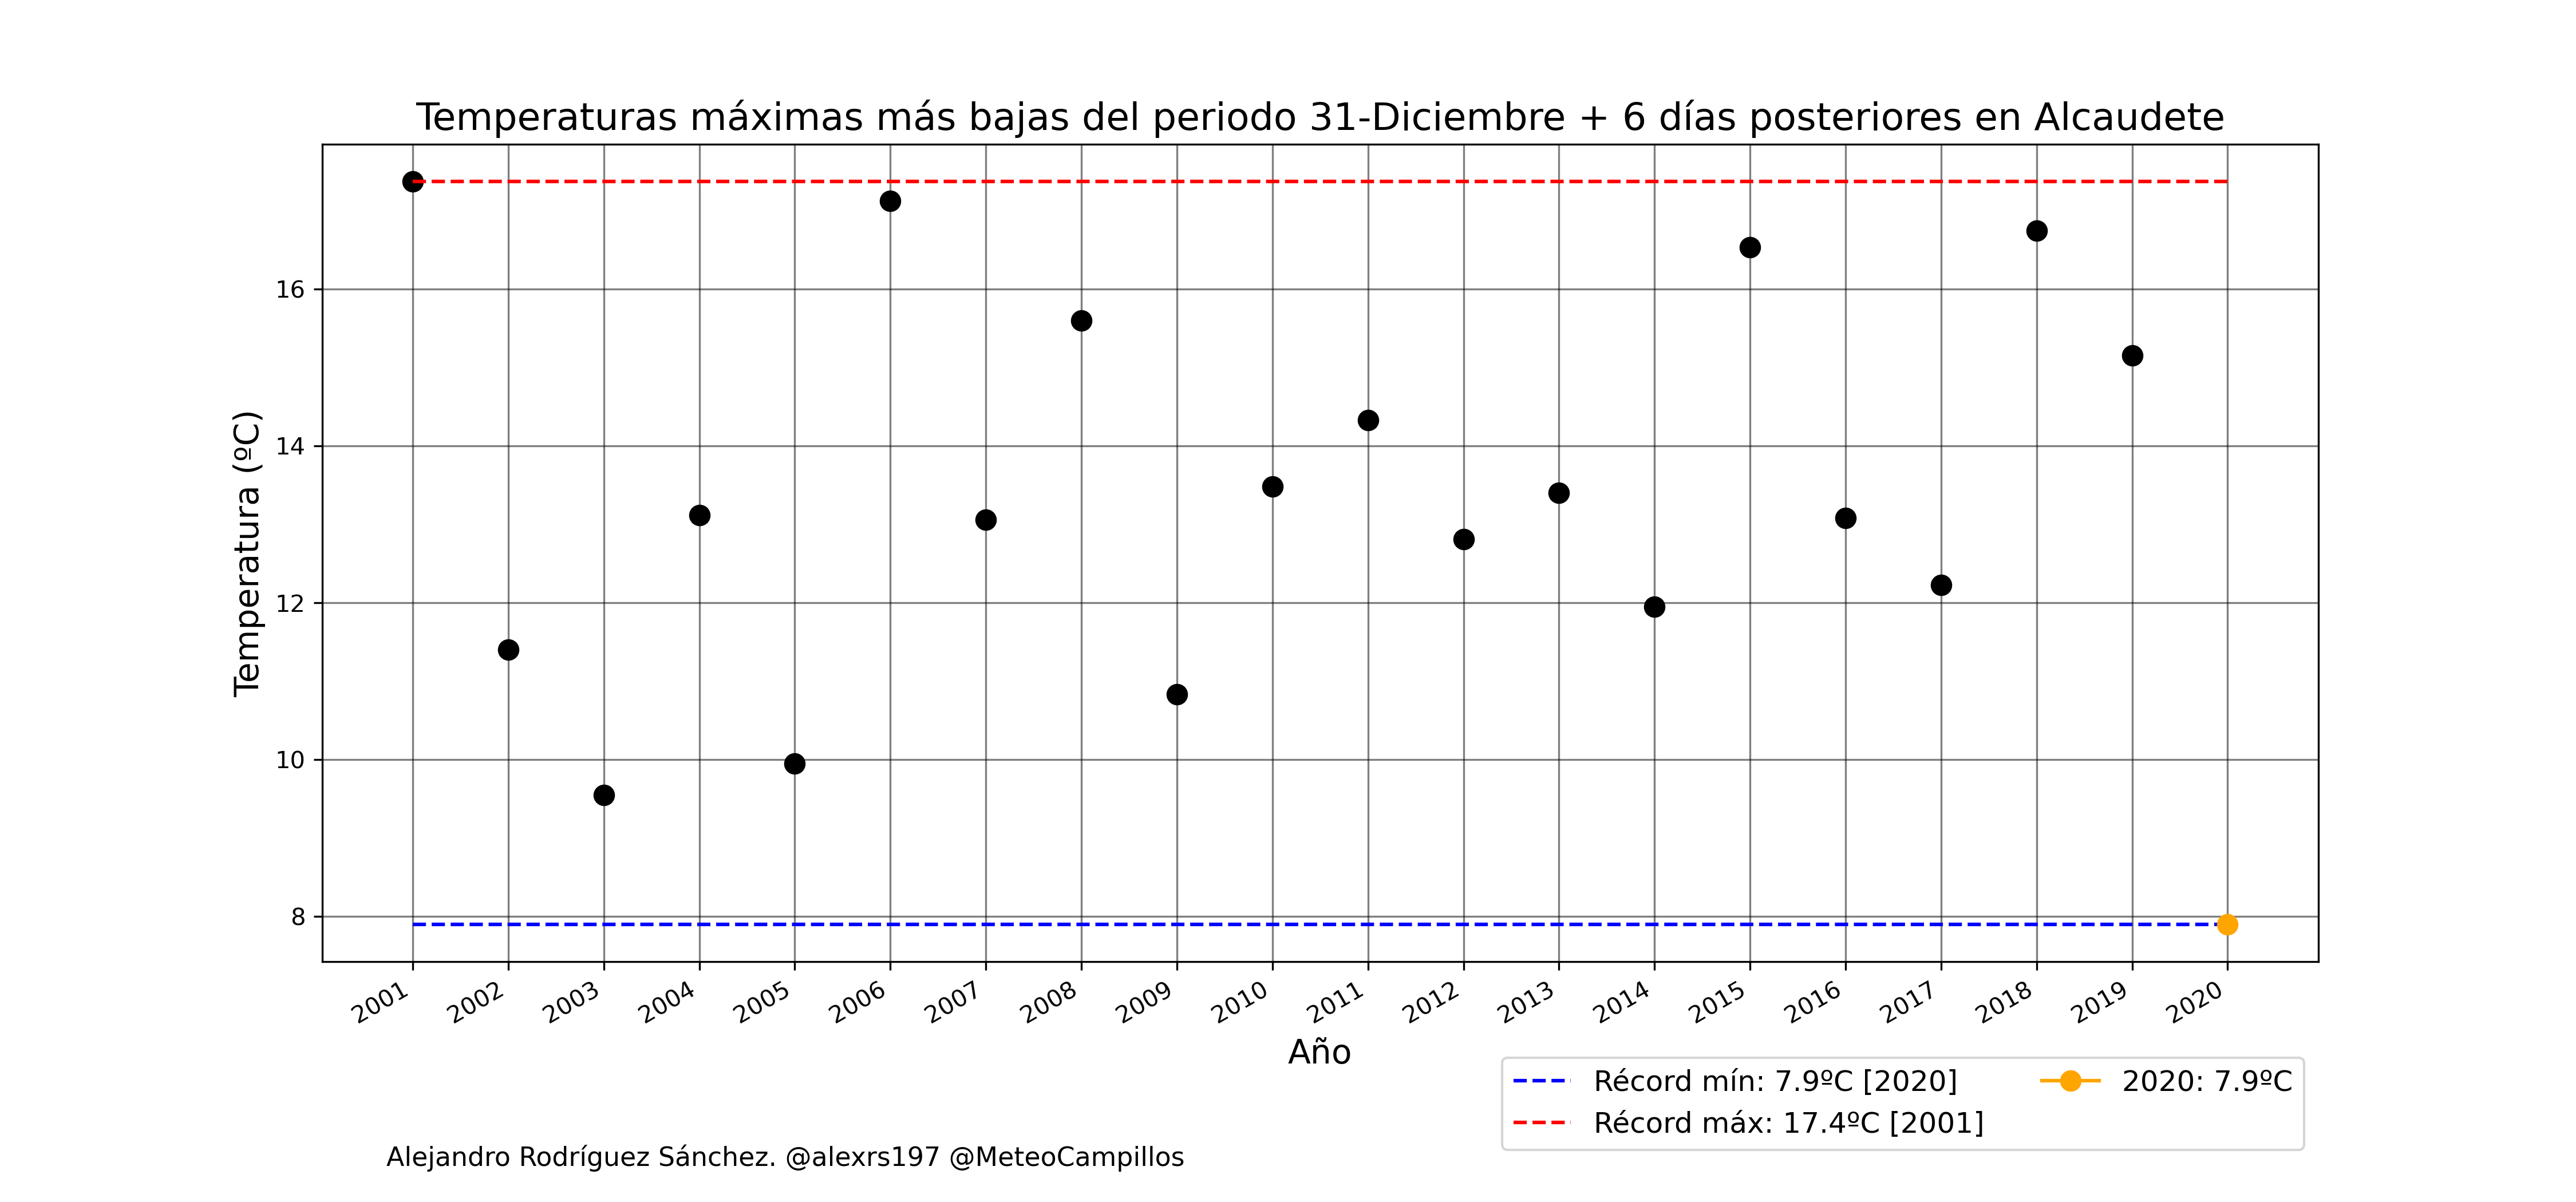 Temperaturas máximas más bajas del periodo 31-Diciembre + 6 días posteriores en Alcaudete
Temperatura (ºC)
16
14
12
10
8
2001 2002 2003 2004 2005 2006 2007 2008 2009 2010 2011 2012 2013 2014 2015 2016 2017 2018 2019 2020
Año
Récord mín: 7.9ºC [2020]
Récord máx: 17.4ºC [2001]
2020: 7.9ºC
Alejandro Rodríguez Sánchez. @alexrs197 @MeteoCampillos